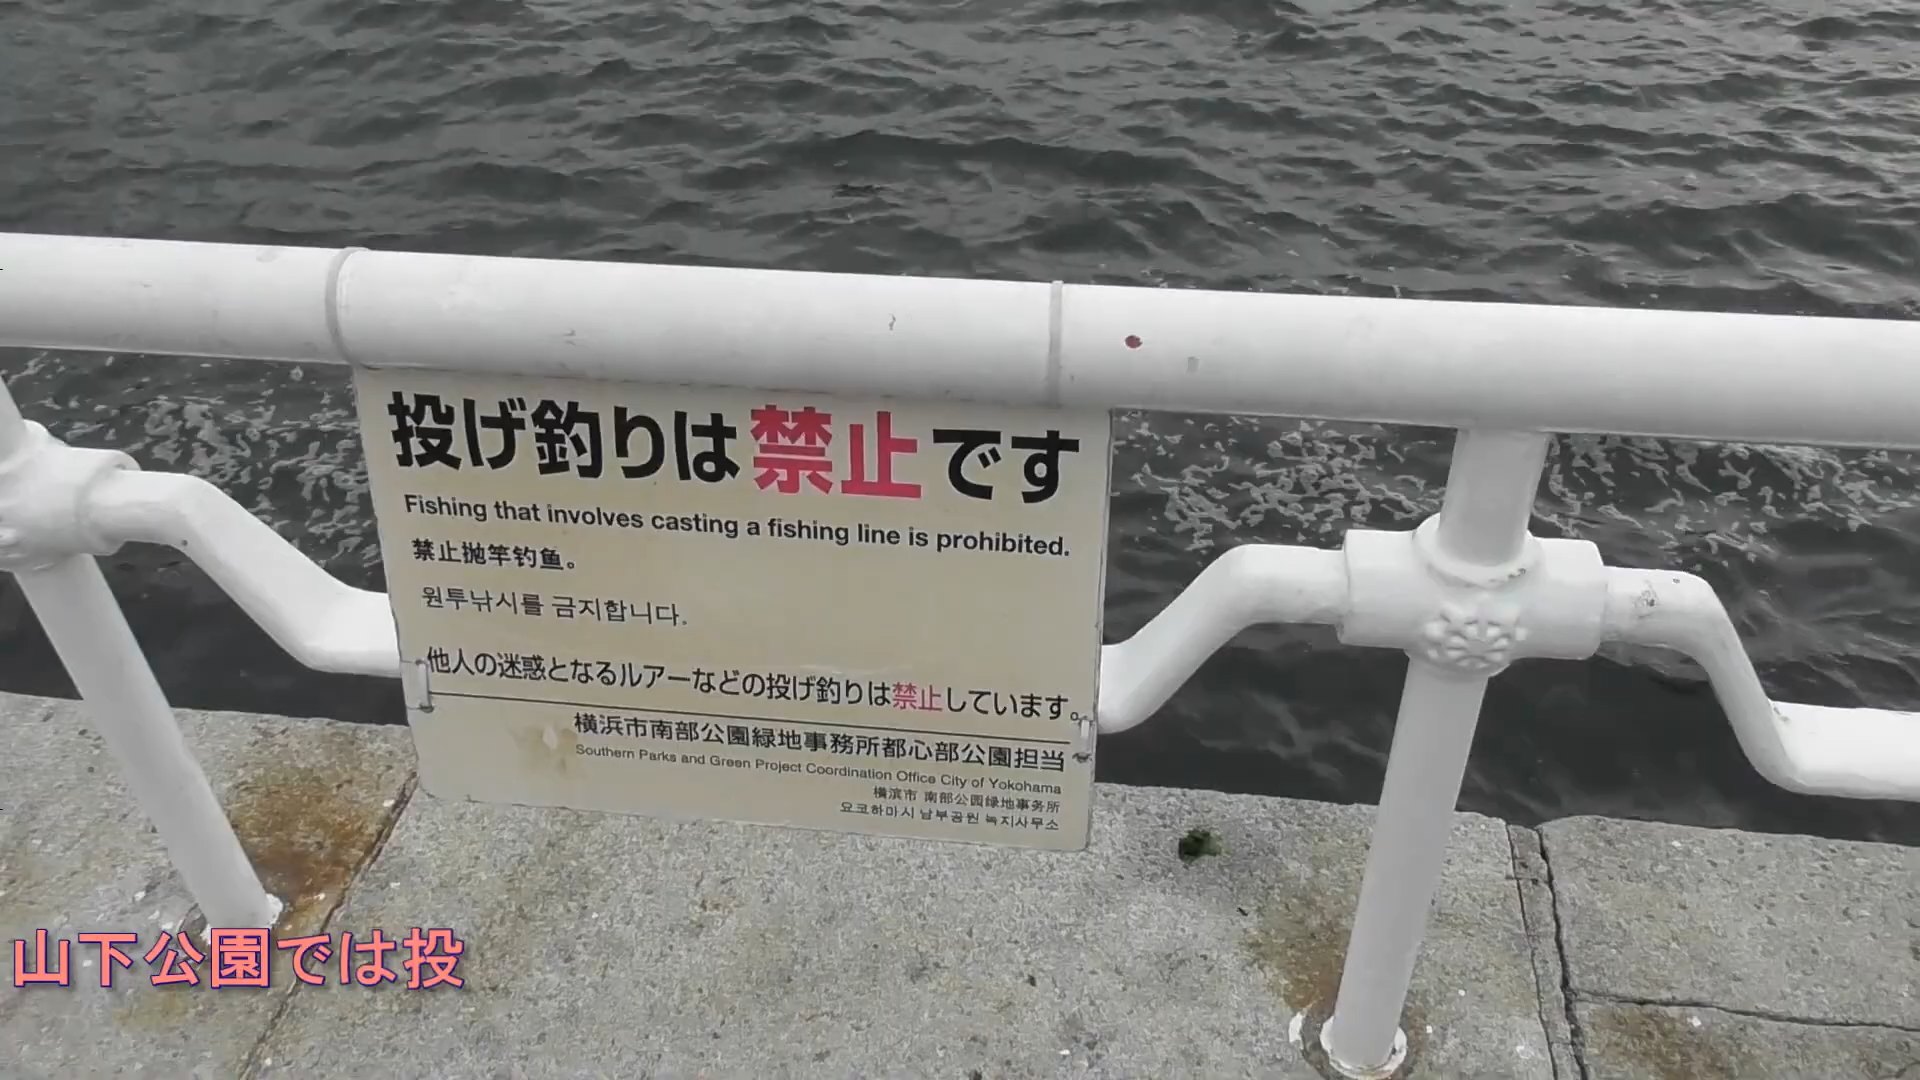 投げ釣りは禁止です
Fishing that involves casting a fishing line is prohibited.
禁止抛竿钓鱼。
원투낚시를 금지합니다.
他人の迷惑となるルアーなどの投げ釣りは禁止しています。
横浜市南部公園緑地事務所都心部公園担当
Southern Parks and Green Project Coordination Office City of Yokohama
横滨市 南部公园绿地事务所
요코하마시 남부공원 녹지사무소
山下公園では投